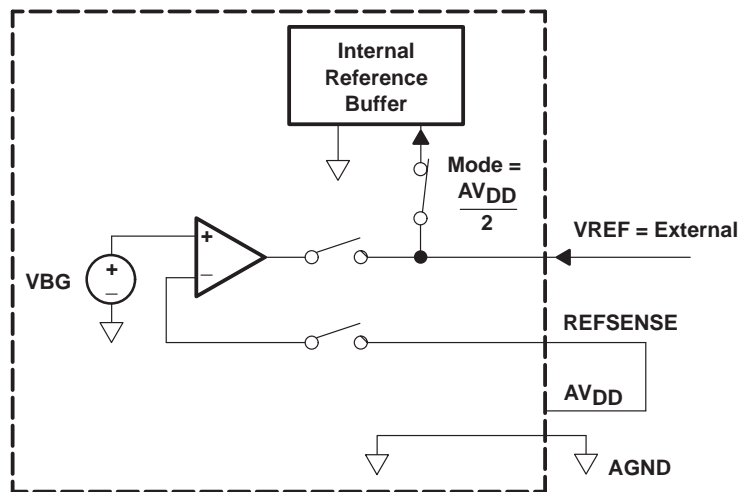 Internal
Reference
Buffer
Mode =
AVDD
2
VREF = External
+
−
VBG
+
−
REFSENSE
AVDD
AGND